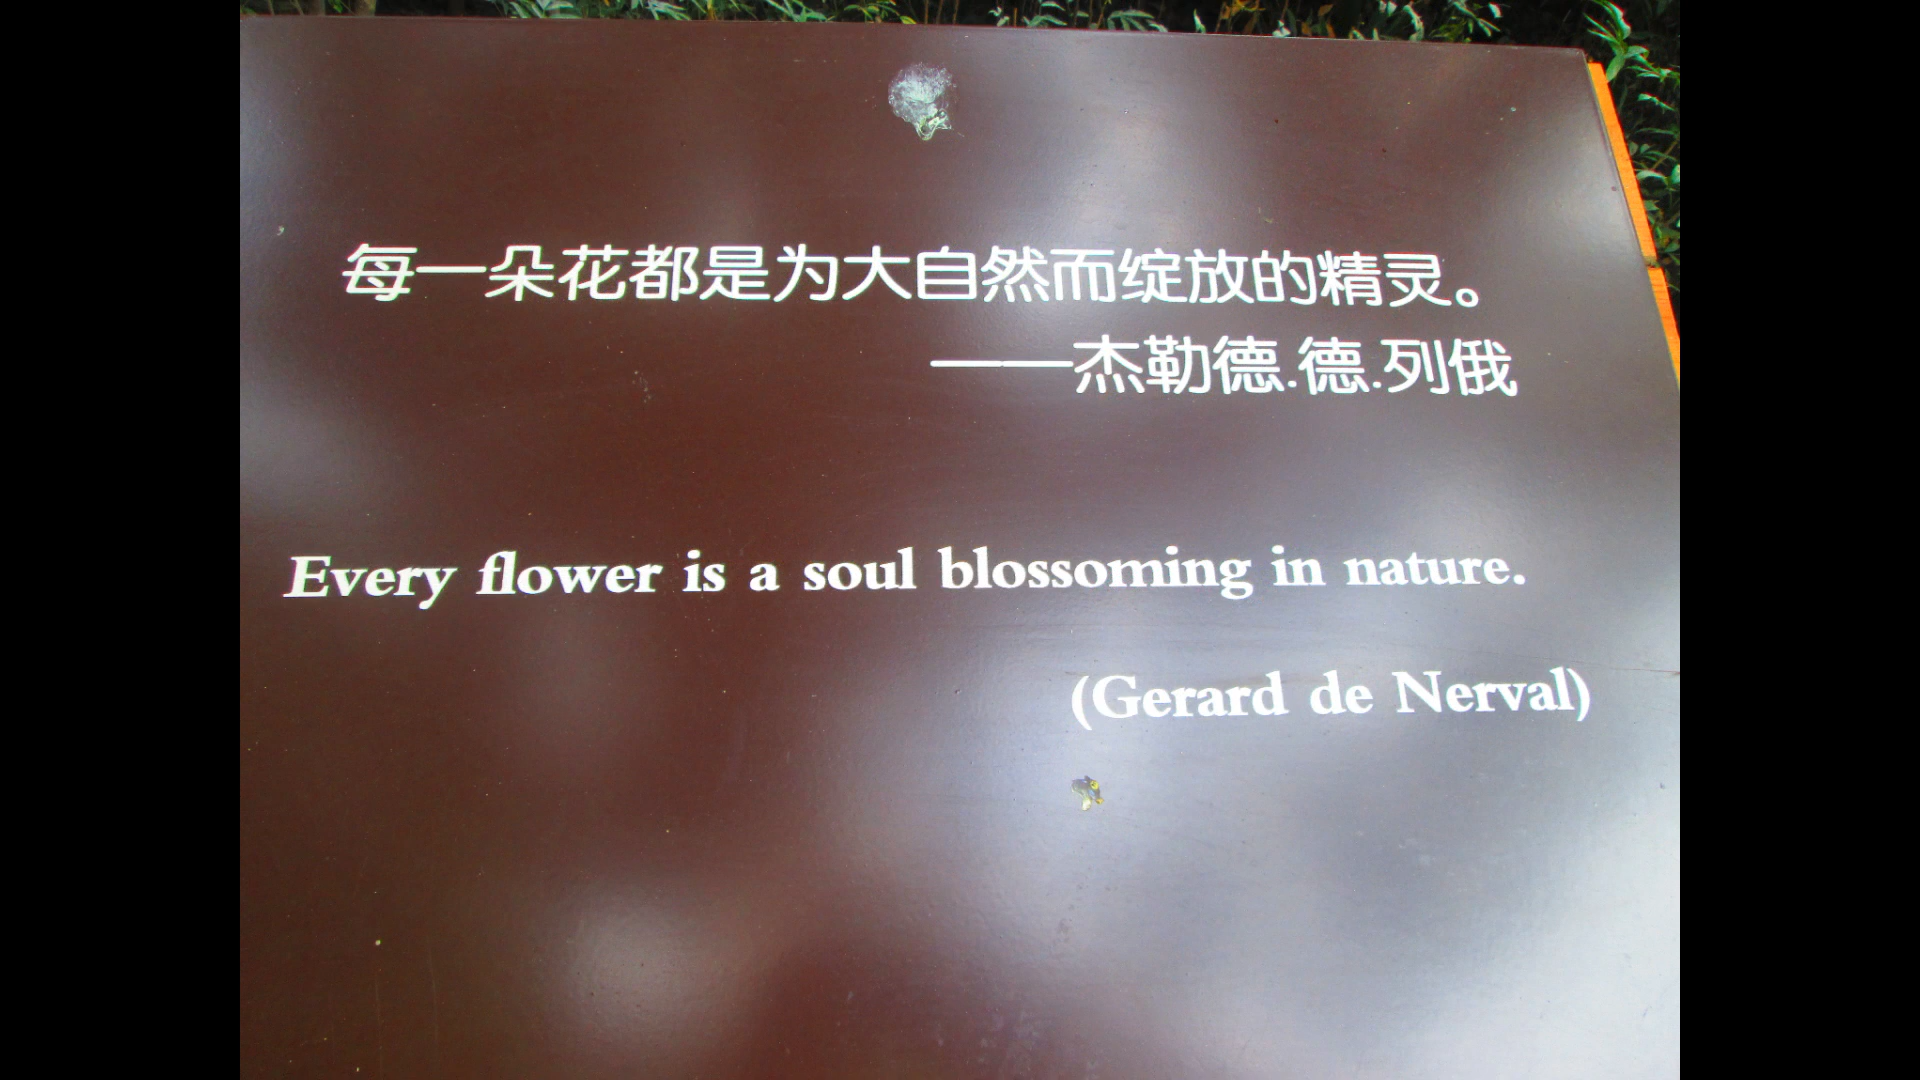 每一朵花都是为大自然而绽放的精灵。
——杰勒德.德.列俄
Every flower is a soul blossoming in nature.
(Gerard de Nerval)